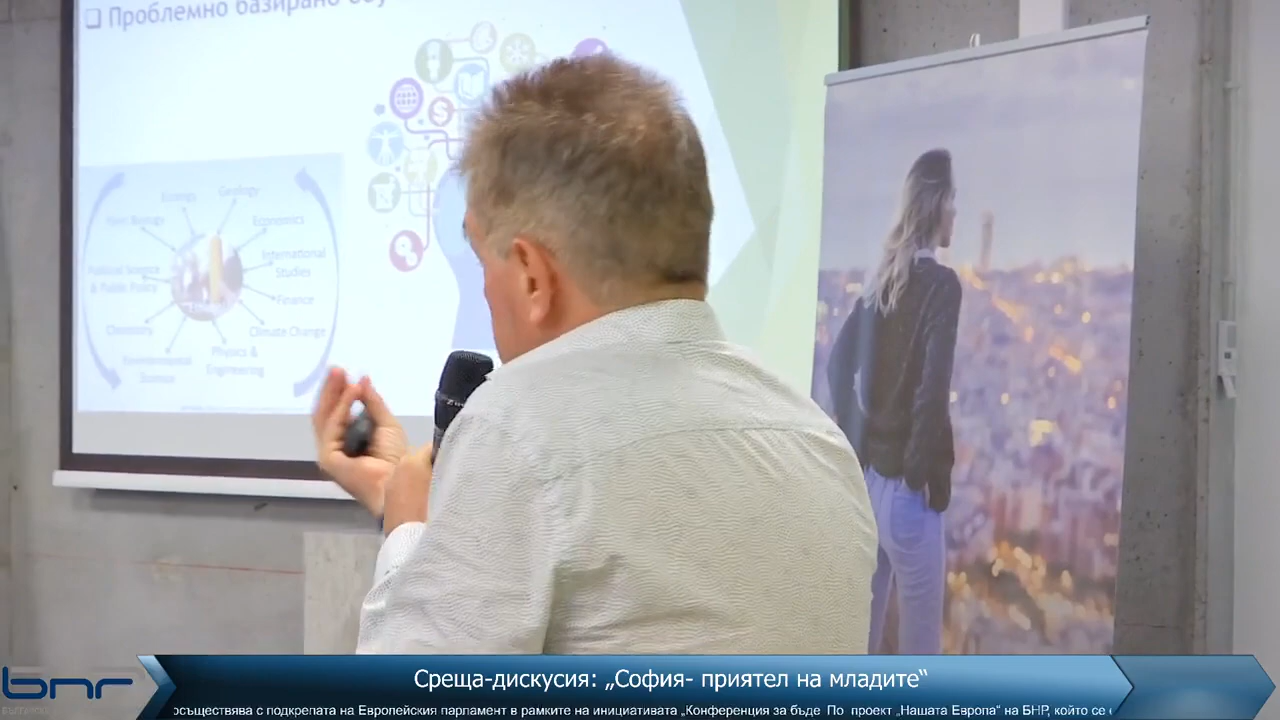 ❑ Проблемно базирано
Ecology
Geology
Economics
International
Studies
Political Science
& Public Policy
Finance
Climate Change
Chemistry
Physics &
Engineering
Environmental
Science
bnr
Среща-дискусия: „София- приятел на младите“
осъществява с подкрепата на Европейския парламент в рамките на инициативата „Конференция за бъде По проект „Нашата Европа“ на БНР, който се